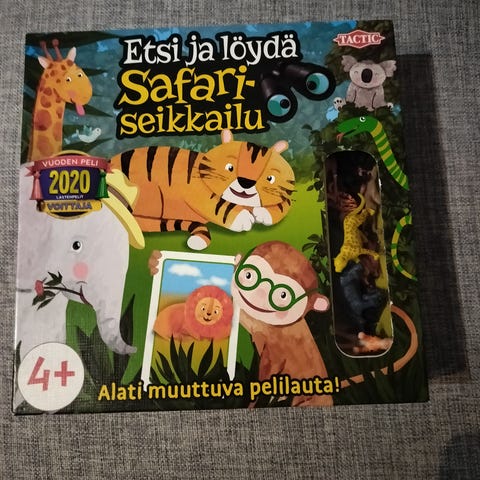 Etsi ja löydä
Safari-
seikkailu
TACTIC
VUODEN PELI
2020
LASTENPELIT
VOITTAJA
4+
Alati muuttuva pelilauta!